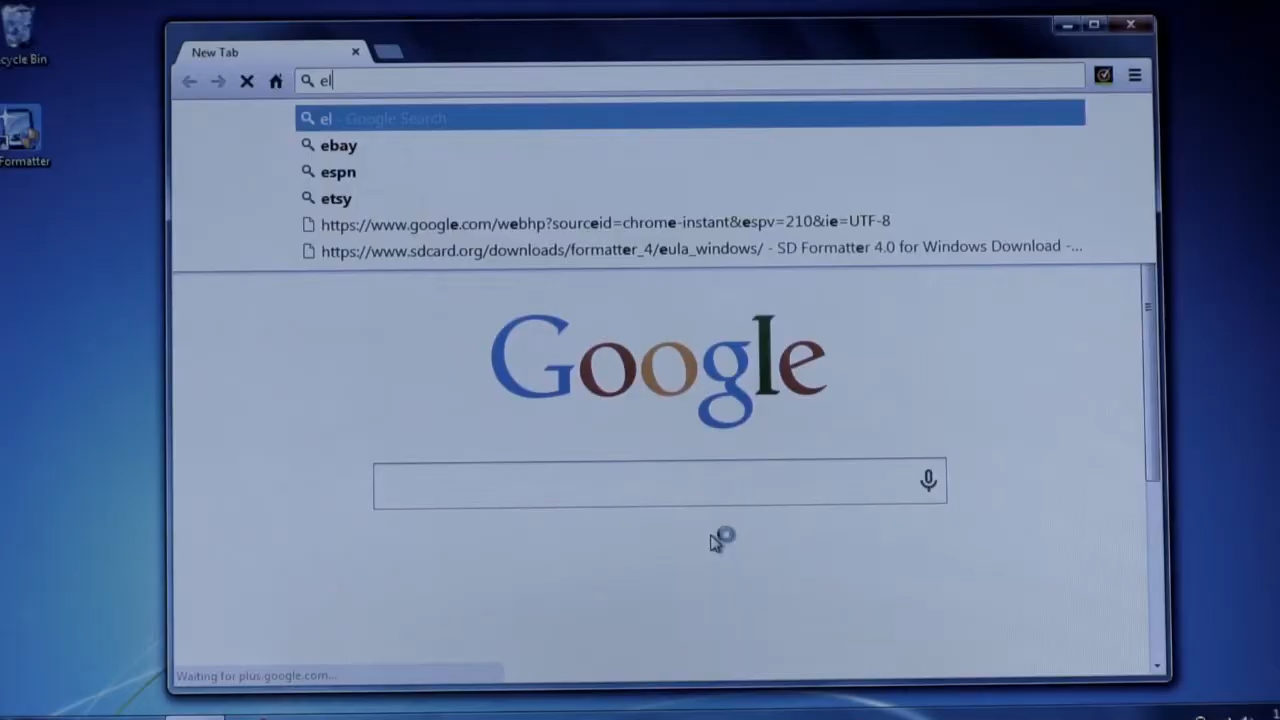 New Tab
cycle Bin
el
el - Google Search
ebay
Formatter
espn
etsy
https://www.google.com/webhp?sourceid=chrome-instant&espv=210&ie=UTF-8
https://www.sdcard.org/downloads/formatter_4/eula_windows/ - SD Formatter 4.0 for Windows Download -...
Google
Waiting for plus.google.com...